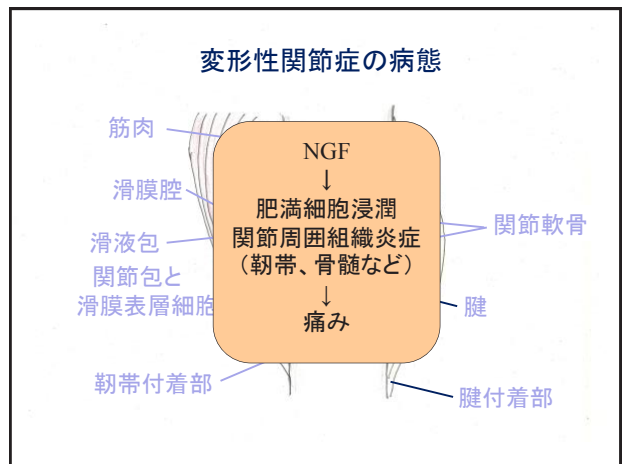 変形性関節症の病態
筋肉
滑膜腔
滑液包
関節包と
滑膜表層細胞
靭帯付着部
NGF
↓
肥満細胞浸潤
関節周囲組織炎症
（靭帯、骨髄など）
↓
痛み
関節軟骨
腱
腱付着部